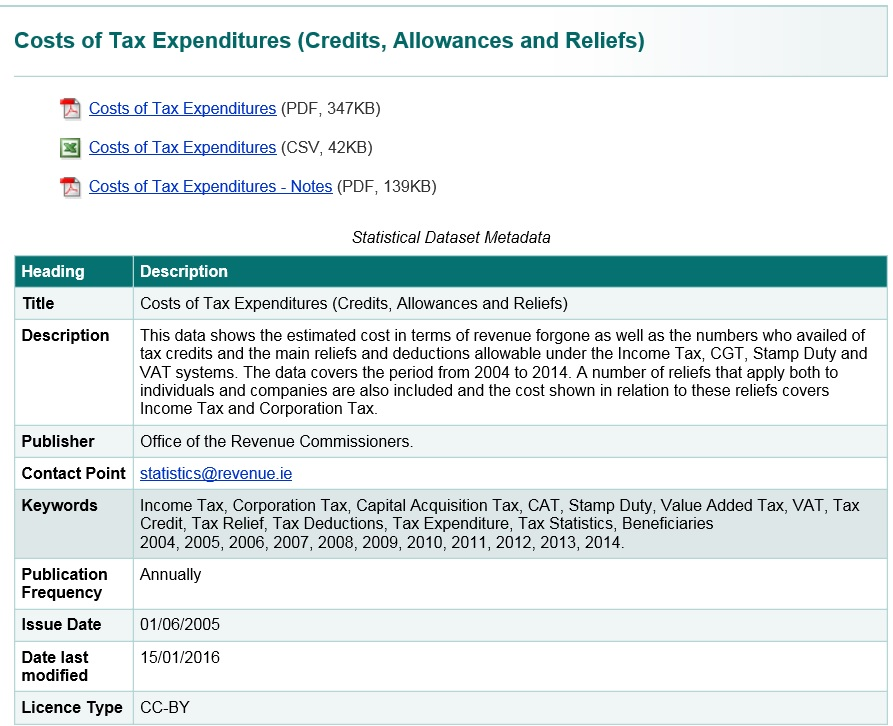 Costs of Tax Expenditures (Credits, Allowances and Reliefs)
Costs of Tax Expenditures (PDF, 347KB)
Costs of Tax Expenditures (CSV, 42KB)
Costs of Tax Expenditures - Notes (PDF, 139KB)
Statistical Dataset Metadata
Heading Description
Title Costs of Tax Expenditures (Credits, Allowances and Reliefs)
Description This data shows the estimated cost in terms of revenue forgone as well as the numbers who availed of
tax credits and the main reliefs and deductions allowable under the Income Tax, CGT, Stamp Duty and
VAT systems. The data covers the period from 2004 to 2014. A number of reliefs that apply both to
individuals and companies are also included and the cost shown in relation to these reliefs covers
Income Tax and Corporation Tax.
Publisher Office of the Revenue Commissioners.
Contact Point statistics@revenue.ie
Keywords Income Tax, Corporation Tax, Capital Acquisition Tax, CAT, Stamp Duty, Value Added Tax, VAT, Tax
Credit, Tax Relief, Tax Deductions, Tax Expenditure, Tax Statistics, Beneficiaries
2004, 2005, 2006, 2007, 2008, 2009, 2010, 2011, 2012, 2013, 2014.
Publication Annually
Frequency
Issue Date 01/06/2005
Date last 15/01/2016
modified
Licence Type CC-BY